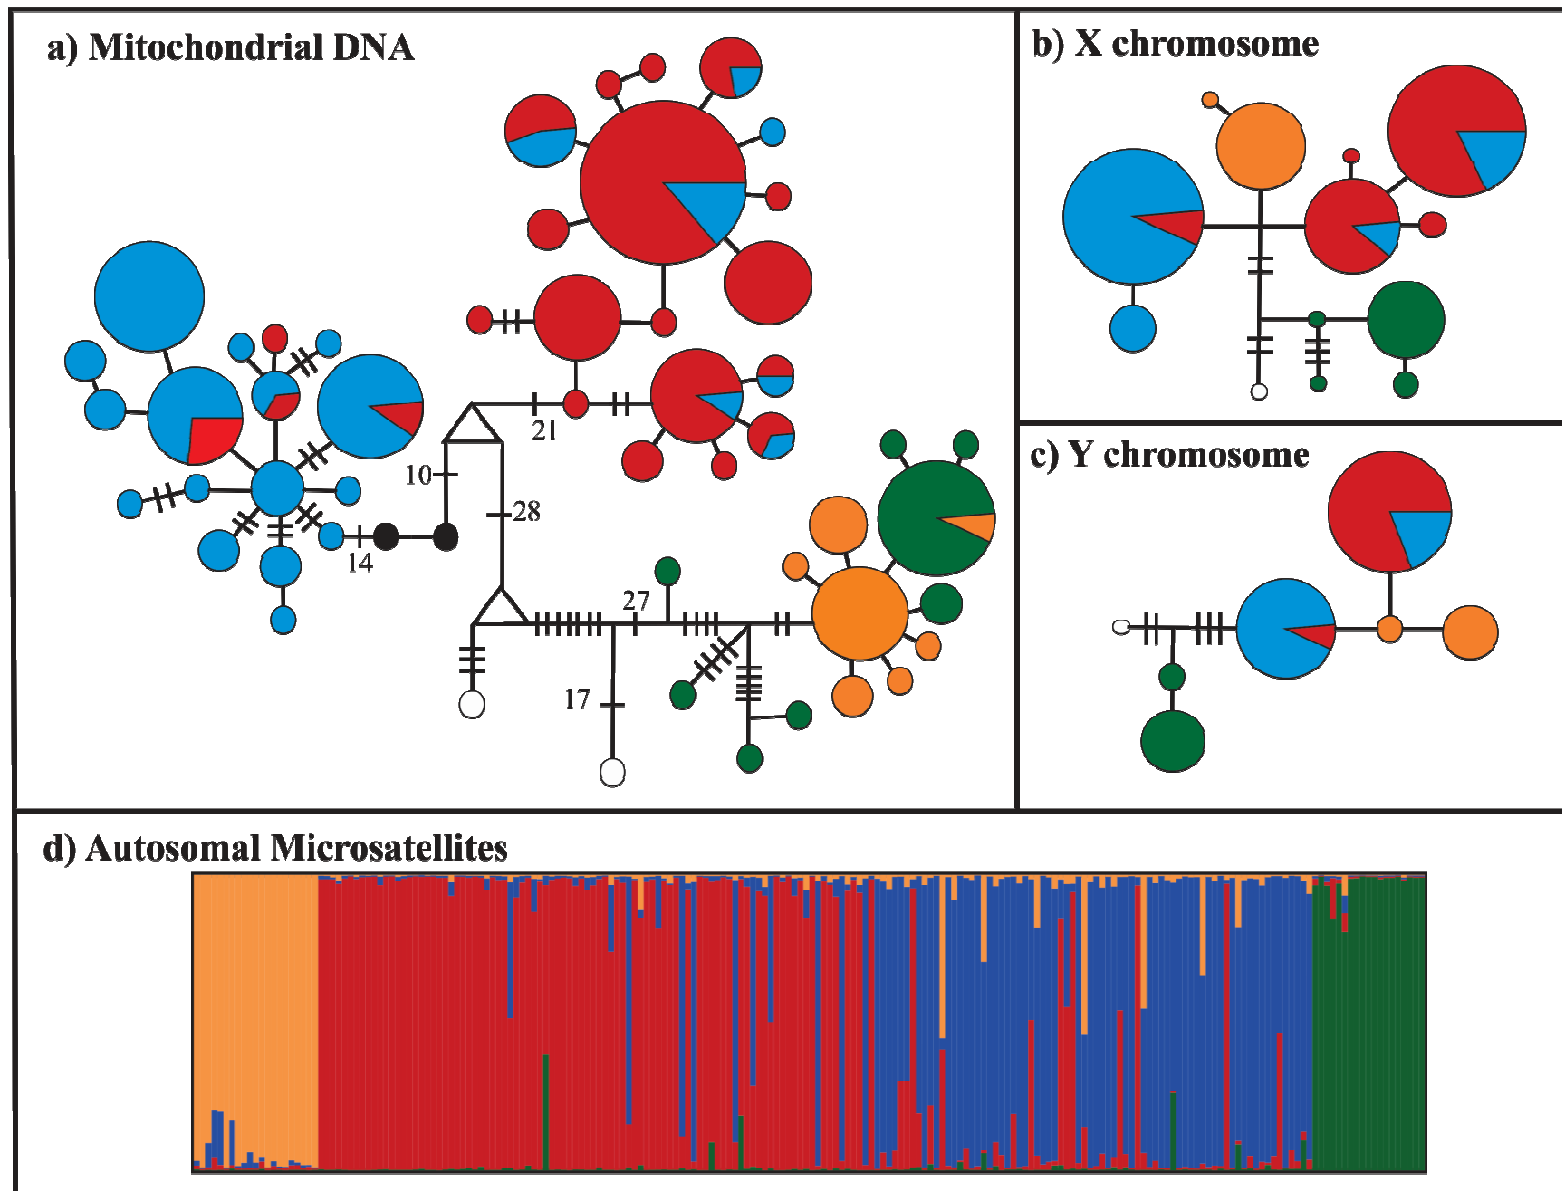 a) Mitochondrial DNA
b) X chromosome
21
10
28
14
27
17
c) Y chromosome
d) Autosomal Microsatellites